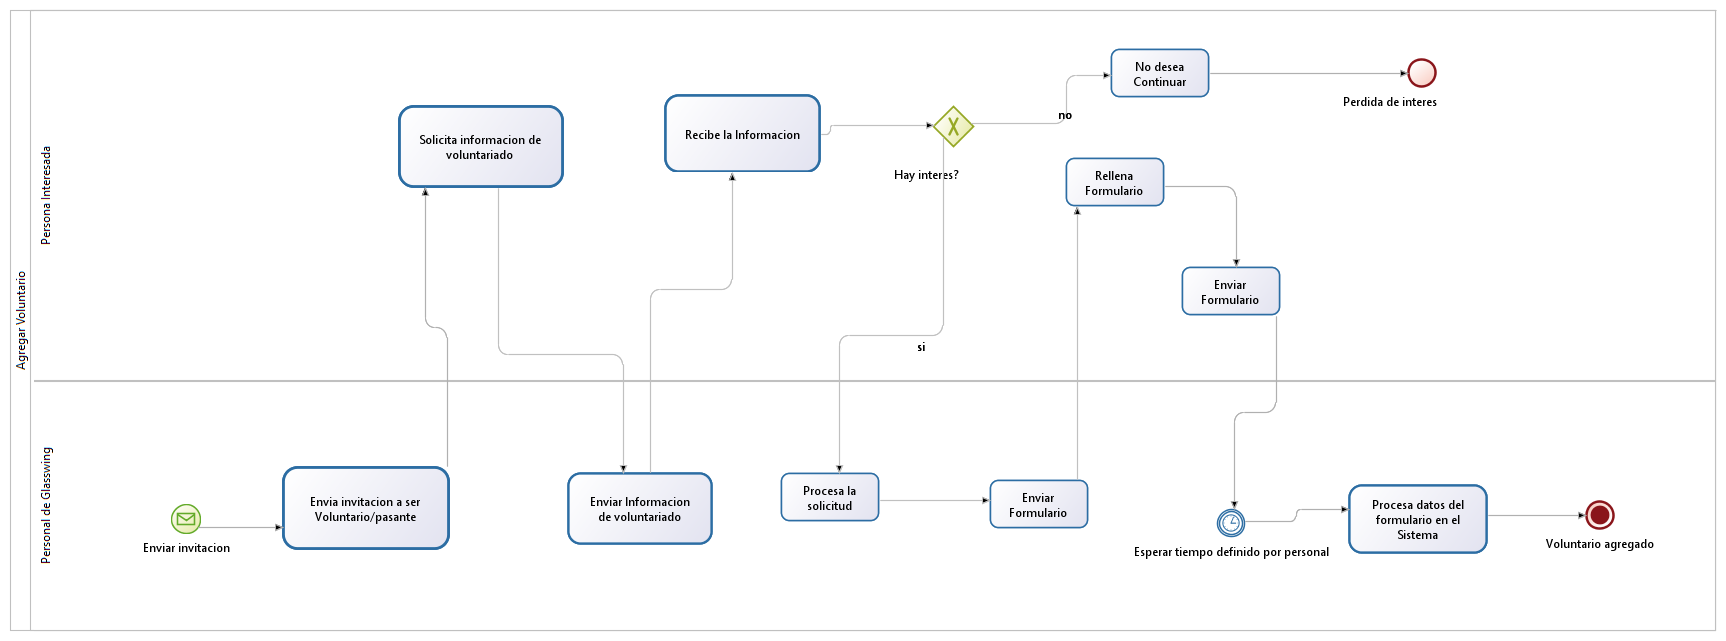 Agregar Voluntario
Persona Interesada
Solicita informacion de
voluntariado
Recibe la Informacion
Hay interes?
no
No desea
Continuar
Perdida de interes
Rellena
Formulario
Enviar
Formulario
si
Personal de Glasswing
Enviar invitacion
Envia invitacion a ser
Voluntario/pasante
Enviar Informacion
de voluntariado
Procesa la
solicitud
Enviar
Formulario
Esperar tiempo definido por personal
Procesa datos del
formulario en el
Sistema
Voluntario agregado